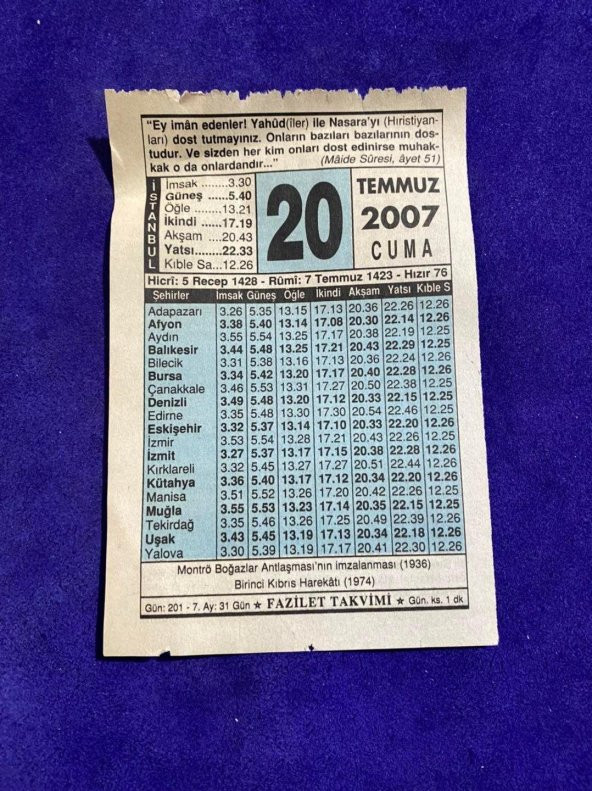 “Ey imân edenler! Yahûd(îler) ile Nasara’yı (Hıristiyan-
ları) dost tutmayınız. Onların bazıları bazılarının dos-
tudur. Ve sizden her kim onları dost edinirse muhak-
kak o da onlardandır...” (Mâide Sûresi, âyet 51)
İSTANBUL
İmsak ........3.30
Güneş ......5.40
Öğle ........13.21
İkindi ......17.19
Akşam ...20.43
Yatsı........22.33
Kıble Sa...12.26
20
TEMMUZ
2007
CUMA
Hicrî: 5 Recep 1428 - Rûmî: 7 Temmuz 1423 - Hızır 76
Şehirler İmsak Güneş Öğle İkindi Akşam Yatsı Kıble S
Adapazarı 3.26 5.35 13.15 17.13 20.36 22.26 12.26
Afyon 3.38 5.40 13.14 17.08 20.30 22.14 12.26
Aydın 3.55 5.54 13.25 17.17 20.38 22.19 12.25
Balıkesir 3.44 5.48 13.25 17.21 20.43 22.29 12.25
Bilecik 3.31 5.38 13.16 17.13 20.36 22.24 12.26
Bursa 3.34 5.42 13.20 17.17 20.40 22.28 12.26
Çanakkale 3.46 5.53 13.31 17.27 20.50 22.38 12.25
Denizli 3.49 5.48 13.20 17.12 20.33 22.15 12.25
Edirne 3.35 5.48 13.30 17.30 20.54 22.46 12.25
Eskişehir 3.32 5.37 13.14 17.10 20.33 22.20 12.26
İzmir 3.53 5.54 13.28 17.21 20.43 22.26 12.25
İzmit 3.27 5.37 13.17 17.15 20.38 22.28 12.26
Kırklareli 3.32 5.45 13.27 17.27 20.51 22.44 12.26
Kütahya 3.36 5.40 13.17 17.12 20.34 22.20 12.26
Manisa 3.51 5.52 13.26 17.20 20.42 22.26 12.25
Muğla 3.55 5.53 13.23 17.14 20.35 22.15 12.25
Tekirdağ 3.35 5.46 13.26 17.25 20.49 22.39 12.26
Uşak 3.43 5.45 13.19 17.13 20.34 22.18 12.26
Yalova 3.30 5.39 13.19 17.17 20.41 22.30 12.26
Montrö Boğazlar Antlaşması’nın imzalanması (1936)
Birinci Kıbrıs Harekâtı (1974)
Gün: 201 - 7. Ay: 31 Gün ★ FAZİLET TAKVİMİ ★ Gün. ks. 1 dk